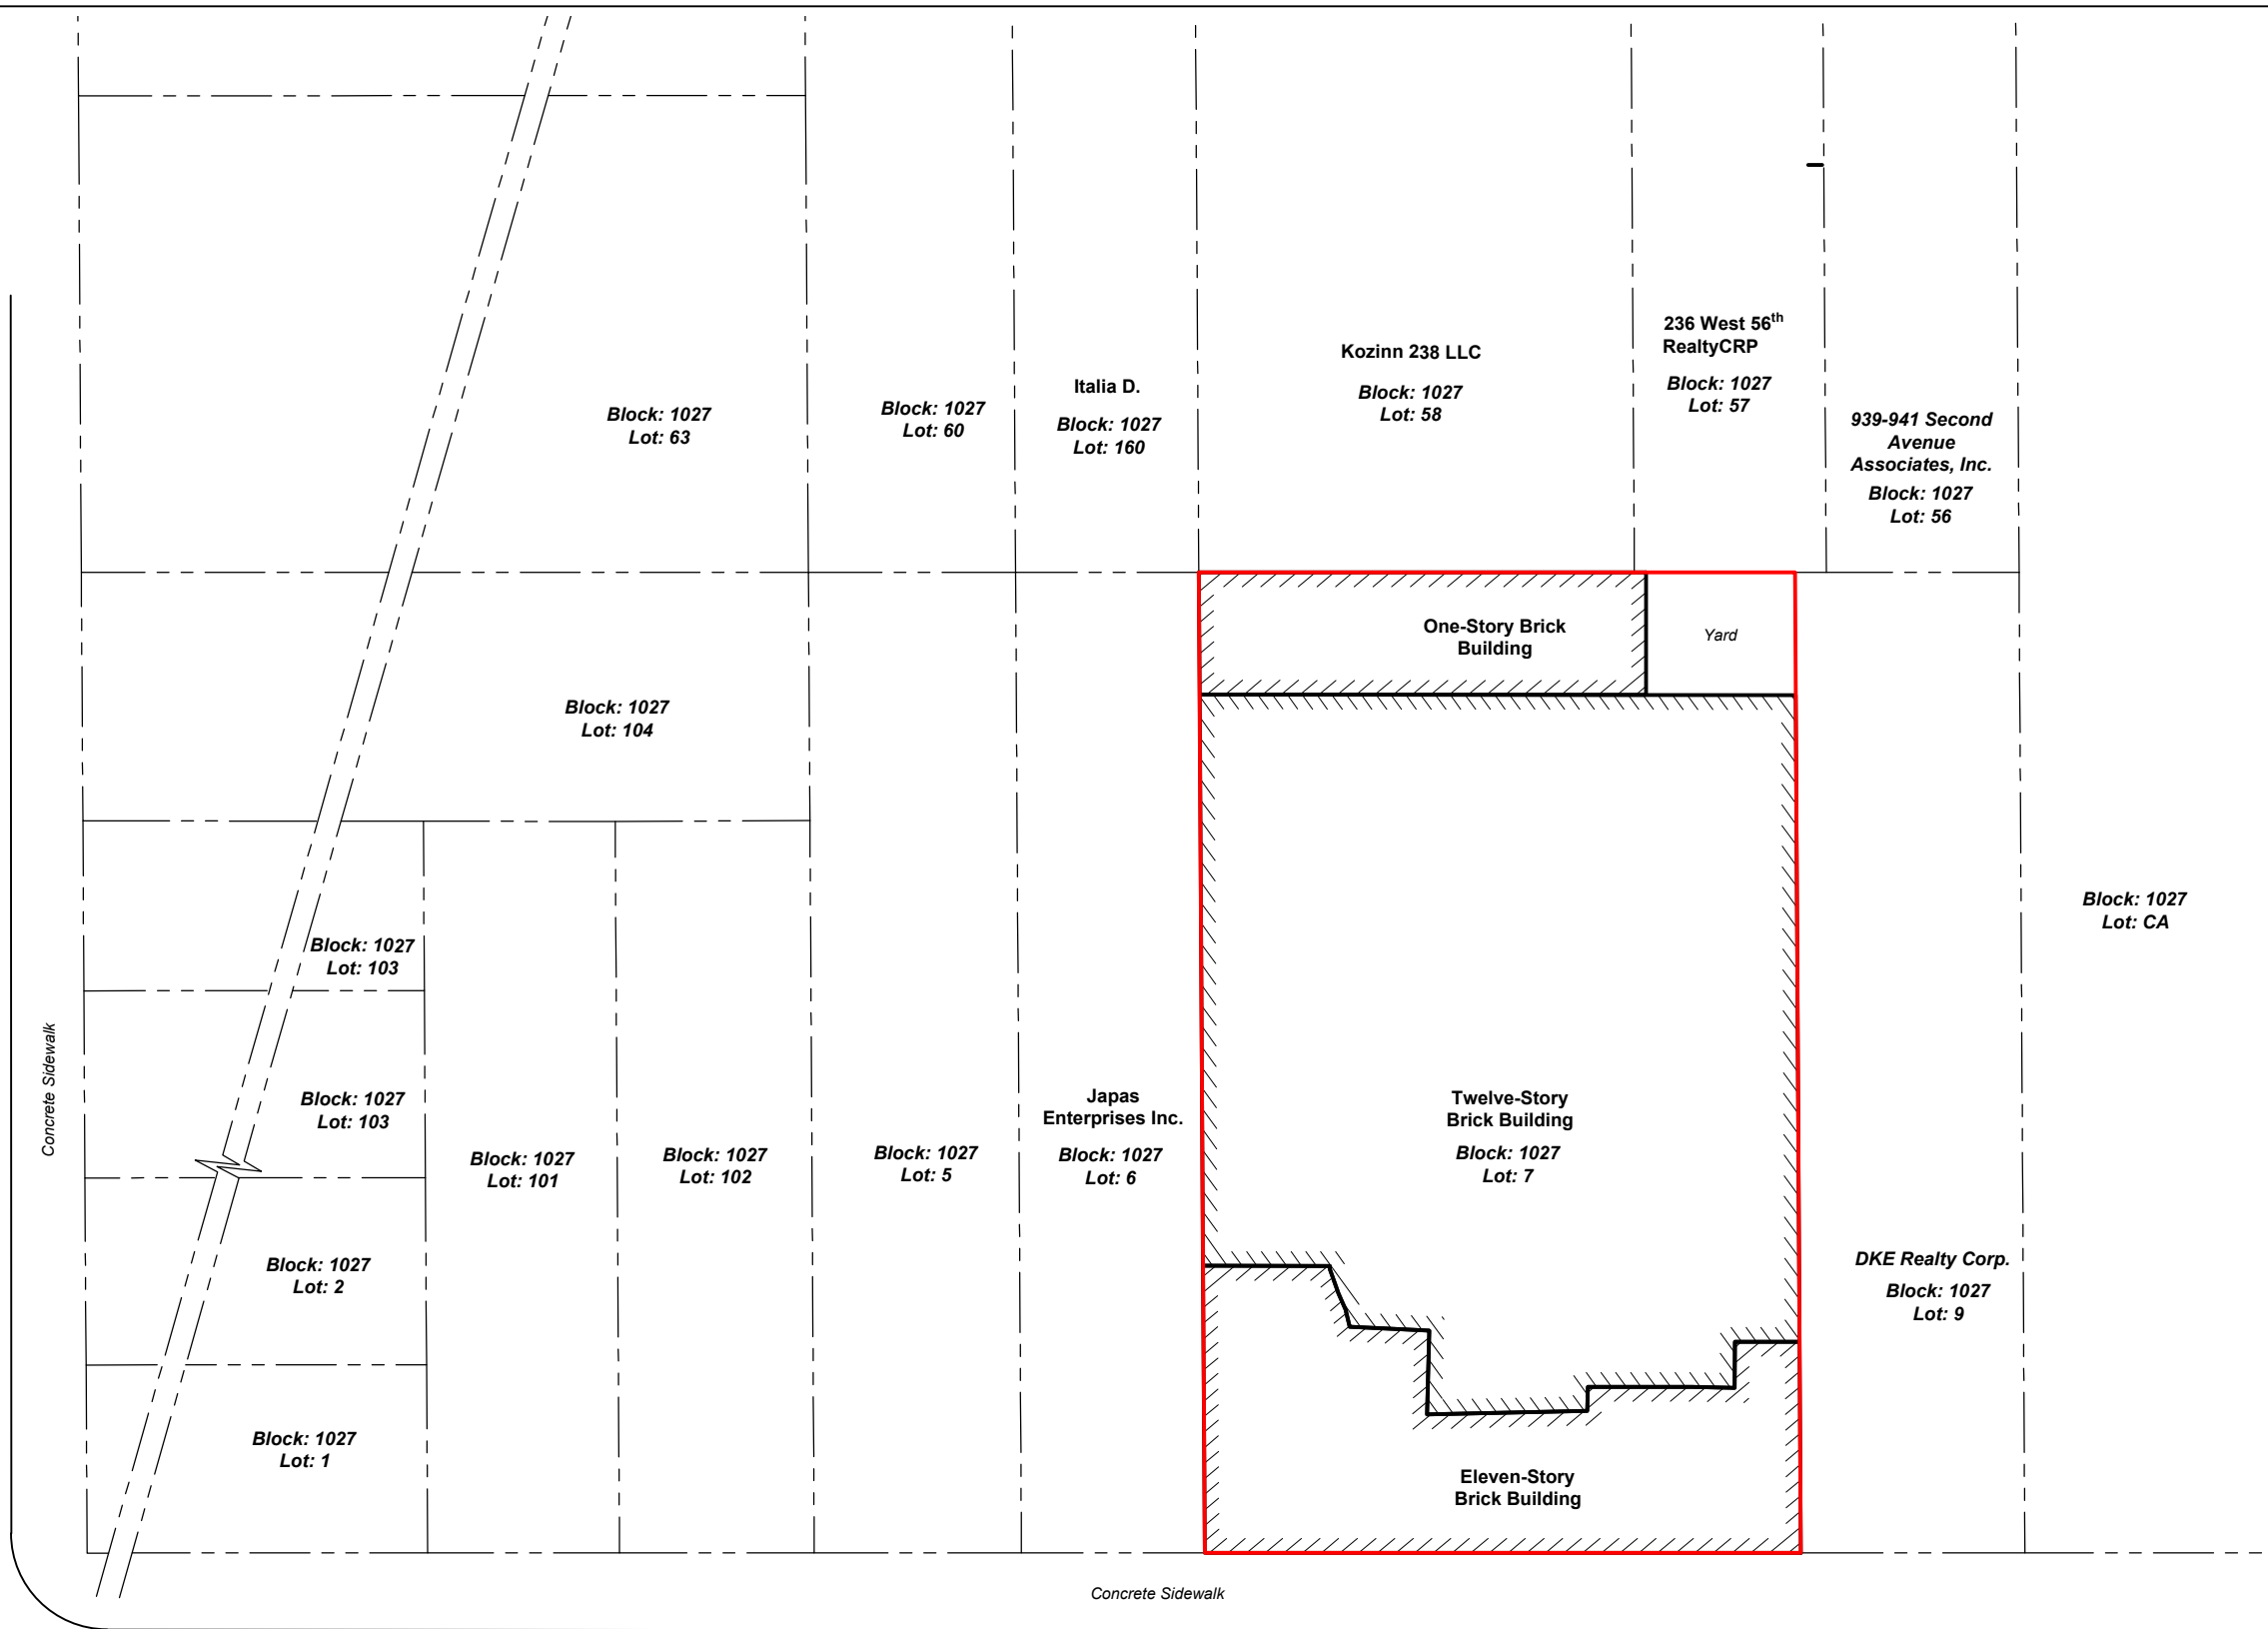 236 West 56th
RealtyCRP
Block: 1027
Lot: 57
Kozinn 238 LLC
Block: 1027
Lot: 58
Italia D.
Block: 1027
Lot: 160
Block: 1027
Lot: 60
Block: 1027
Lot: 63
939-941 Second
Avenue
Associates, Inc.
Block: 1027
Lot: 56
One-Story Brick
Building
Yard
Block: 1027
Lot: 104
Block: 1027
Lot: CA
Block: 1027
Lot: 103
Concrete Sidewalk
Block: 1027
Lot: 103
Block: 1027
Lot: 101
Block: 1027
Lot: 102
Block: 1027
Lot: 5
Japas
Enterprises Inc.
Block: 1027
Lot: 6
Twelve-Story
Brick Building
Block: 1027
Lot: 7
Block: 1027
Lot: 2
DKE Realty Corp.
Block: 1027
Lot: 9
Block: 1027
Lot: 1
Eleven-Story
Brick Building
Concrete Sidewalk